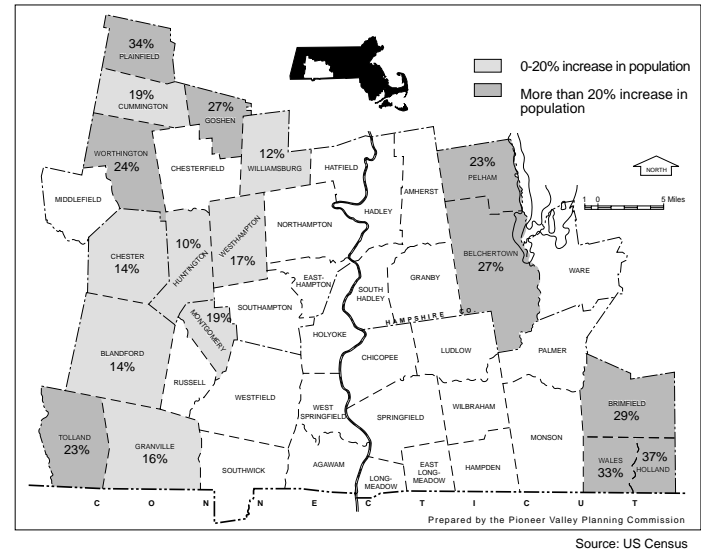 34%
PLAINFIELD
0-20% increase in population
More than 20% increase in
population
19%
CUMMINGTON
27%
GOSHEN
12%
WILLIAMSBURG
WORTHINGTON
24%
CHESTERFIELD
HATFIELD
23%
PELHAM
NORTH
MIDDLEFIELD
AMHERST
HADLEY
1 0 5 Miles
NORTHAMPTON
10%
HUNTINGTON
WESTHAMPTON
17%
BELCHERTOWN
27%
CHESTER
14%
EAST-
HAMPTON
GRANBY
WARE
SOUTH
HADLEY
SOUTHAMPTON
19%
MONTGOMERY
HAMPSHIRE CO.
HOLYOKE
BLANDFORD
14%
CHICOPEE
LUDLOW
PALMER
RUSSELL
WESTFIELD
WEST
SPRINGFIELD
SPRINGFIELD
WILBRAHAM
BRIMFIELD
29%
TOLLAND
23%
GRANVILLE
16%
MONSON
WALES
33%
37%
HOLLAND
SOUTHWICK
AGAWAM
LONG-
MEADOW
EAST
LONG-
MEADOW
HAMPDEN
C O N N E C T I C U T
Prepared by the Pioneer Valley Planning Commission
Source: US Census